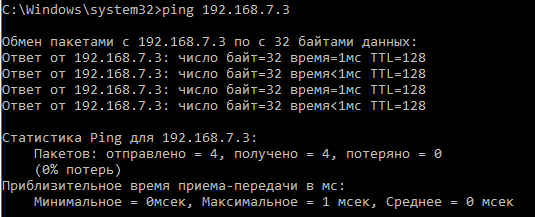 C:\Windows\system32>ping 192.168.7.3
Обмен пакетами с 192.168.7.3 по с 32 байтами данных:
Ответ от 192.168.7.3: число байт=32 время=1мс TTL=128
Ответ от 192.168.7.3: число байт=32 время<1мс TTL=128
Ответ от 192.168.7.3: число байт=32 время=1мс TTL=128
Ответ от 192.168.7.3: число байт=32 время<1мс TTL=128
Статистика Ping для 192.168.7.3:
Пакетов: отправлено = 4, получено = 4, потеряно = 0
(0% потерь)
Приблизительное время приема-передачи в мс:
Минимальное = 0мсек, Максимальное = 1 мсек, Среднее = 0 мсек